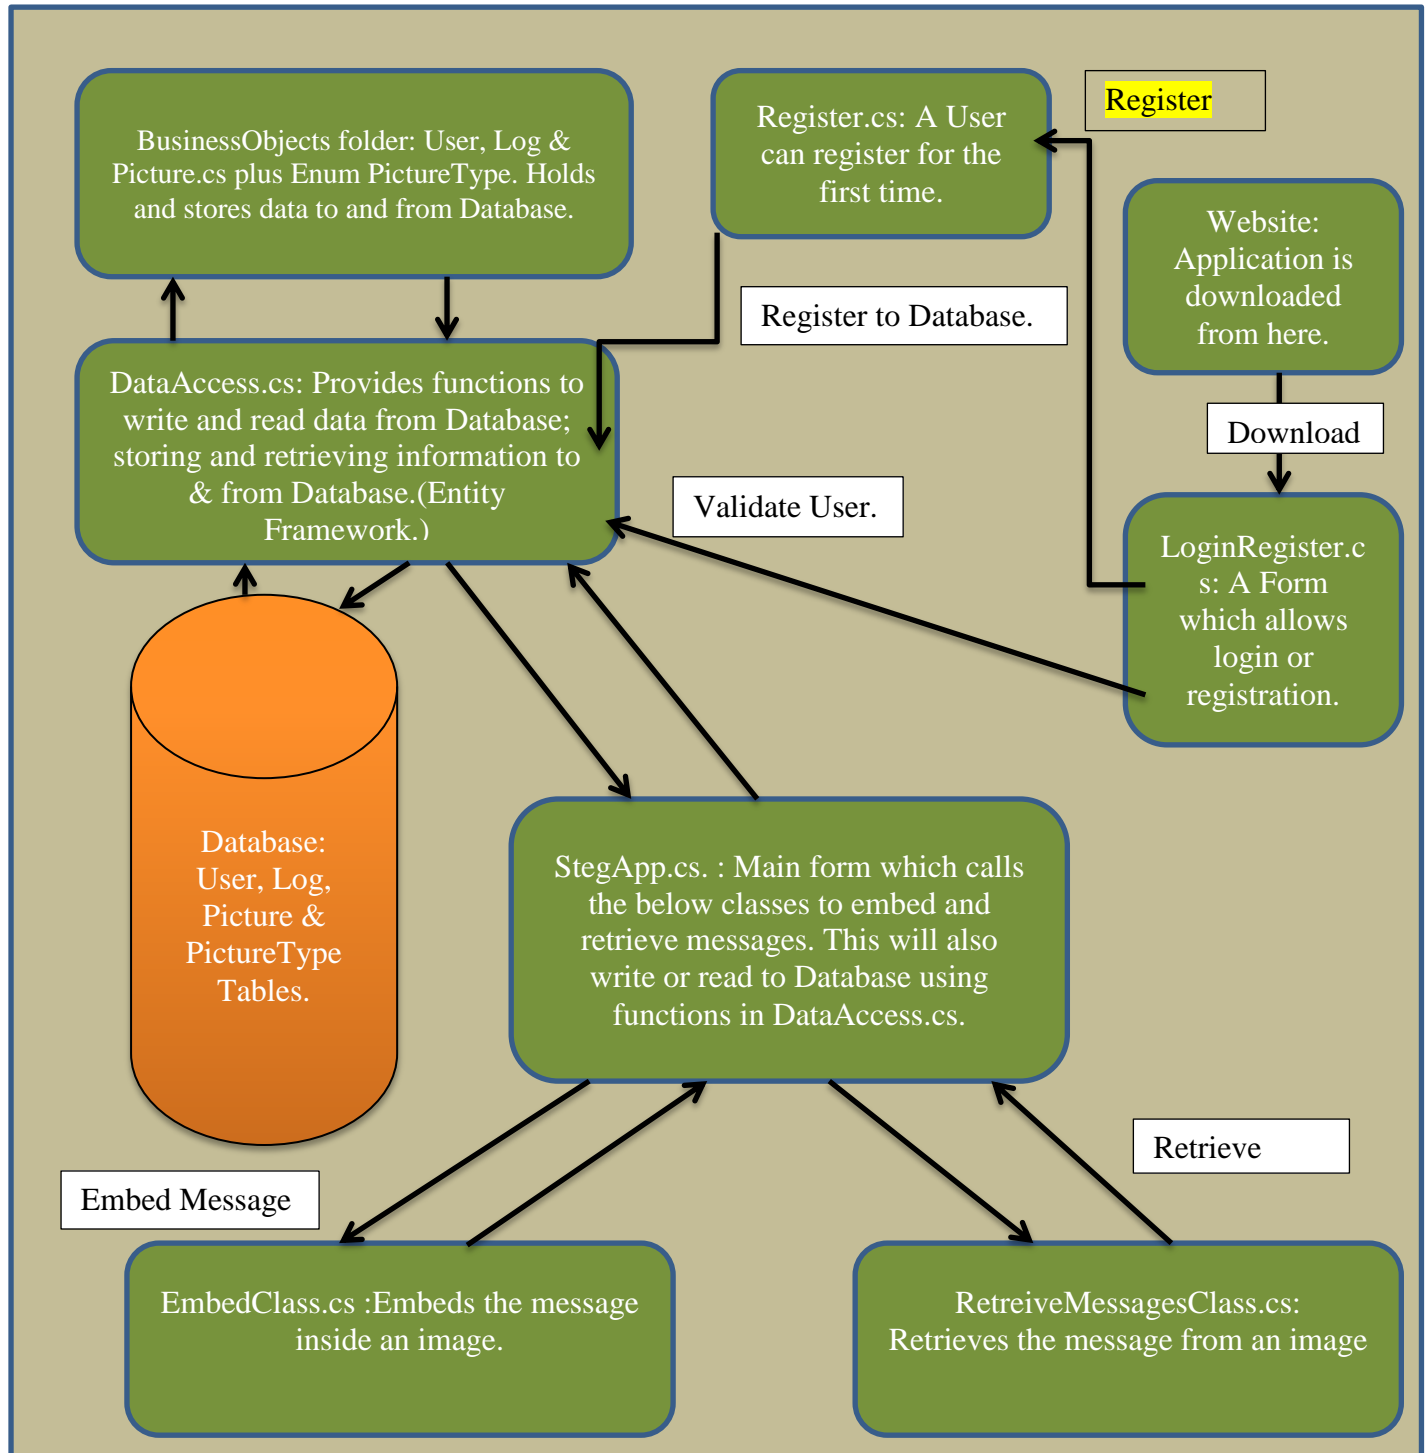 BusinessObjects folder: User, Log &
Picture.cs plus Enum PictureType. Holds
and stores data to and from Database.
Register.cs: A User
can register for the
first time.
Register
Website:
Application is
downloaded
from here.
Register to Database.
DataAccess.cs: Provides functions to
write and read data from Database;
storing and retrieving information to
& from Database.(Entity
Framework.)
Download
Validate User.
LoginRegister.c
s: A Form
which allows
login or
registration.
Database:
User, Log,
Picture &
PictureType
Tables.
StegApp.cs. : Main form which calls
the below classes to embed and
retrieve messages. This will also
write or read to Database using
functions in DataAccess.cs.
Retrieve
Embed Message
EmbedClass.cs :Embeds the message
inside an image.
RetreiveMessagesClass.cs:
Retrieves the message from an image